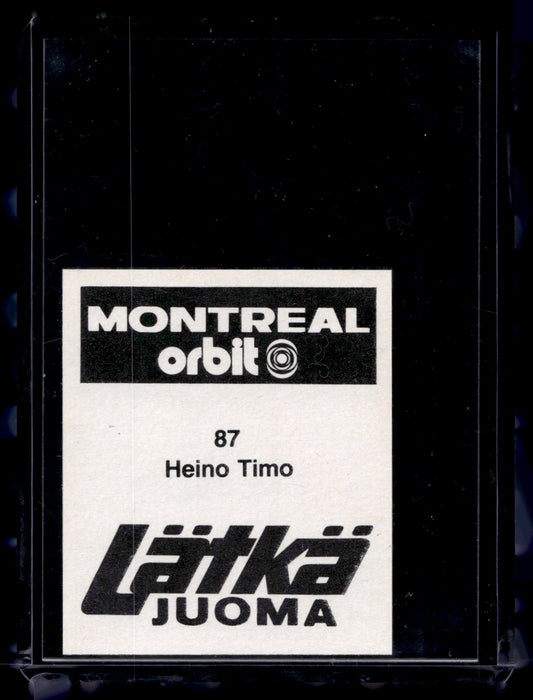 MONTREAL
orbit
87
Heino Timo
Lätkä
JUOMA